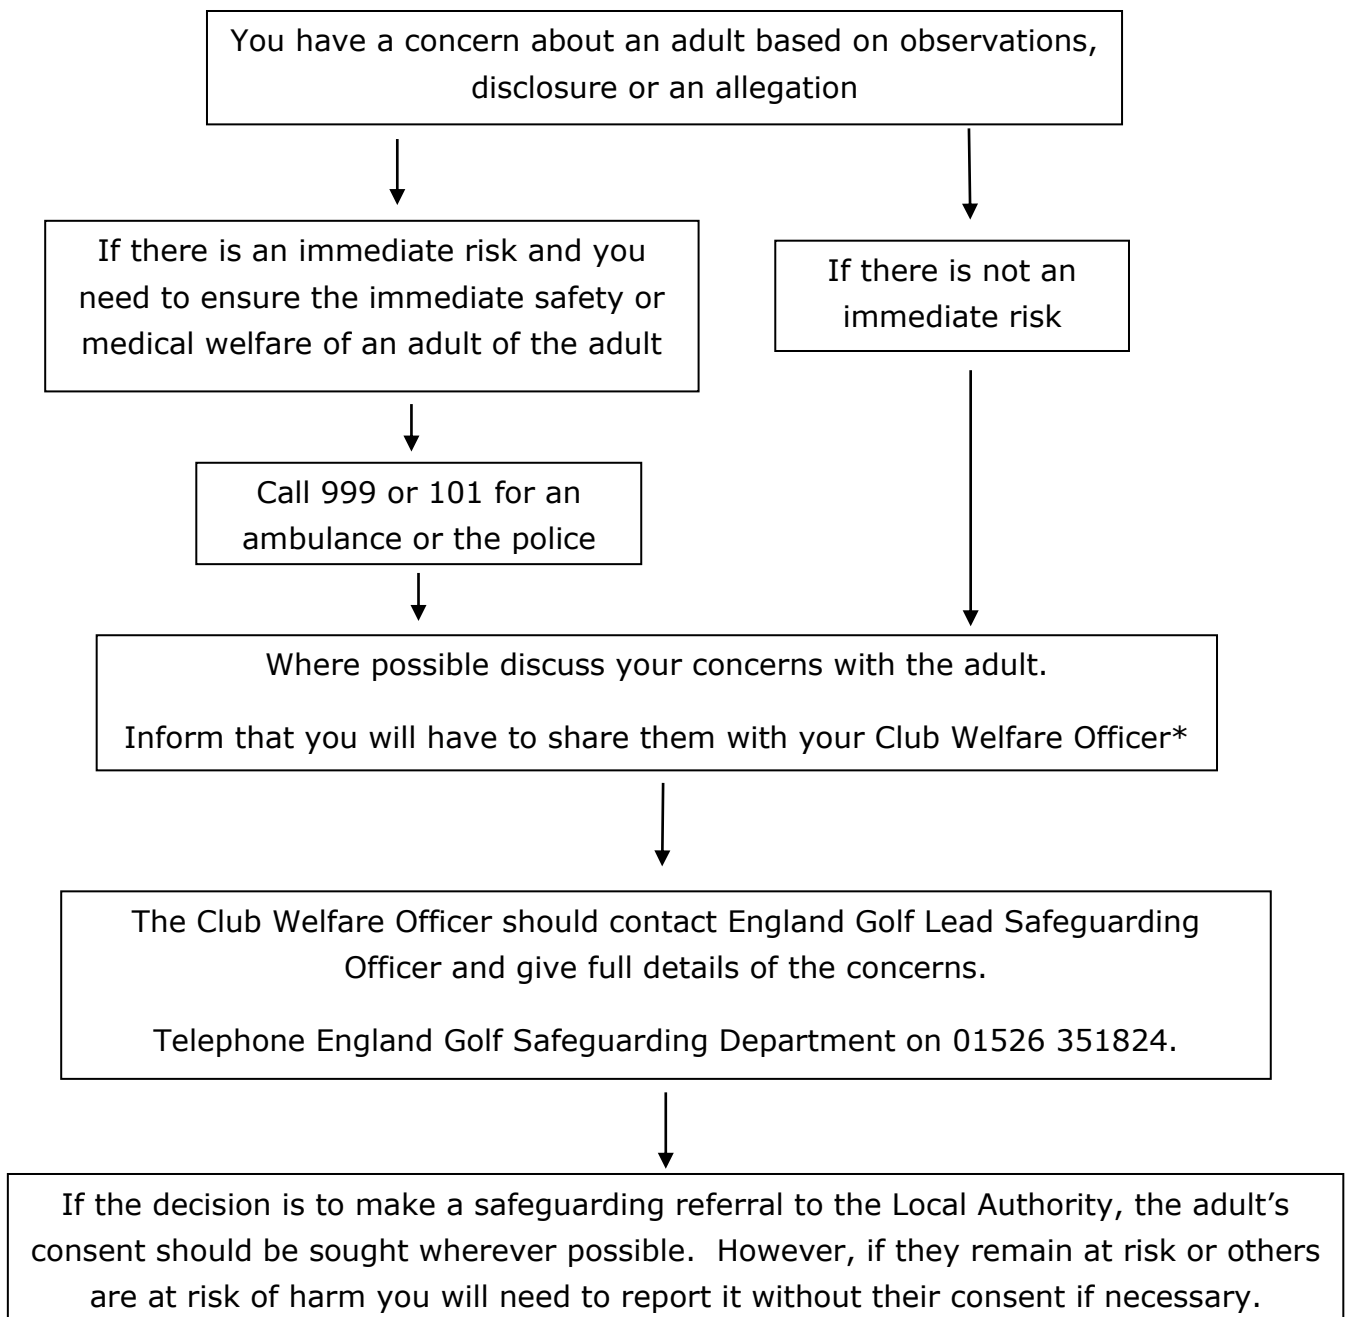 You have a concern about an adult based on observations,
disclosure or an allegation
If there is an immediate risk and you
need to ensure the immediate safety or
medical welfare of an adult of the adult
If there is not an
immediate risk
Call 999 or 101 for an
ambulance or the police
Where possible discuss your concerns with the adult.
Inform that you will have to share them with your Club Welfare Officer*
The Club Welfare Officer should contact England Golf Lead Safeguarding
Officer and give full details of the concerns.
Telephone England Golf Safeguarding Department on 01526 351824.
If the decision is to make a safeguarding referral to the Local Authority, the adult’s
consent should be sought wherever possible.  However, if they remain at risk or others
are at risk of harm you will need to report it without their consent if necessary.